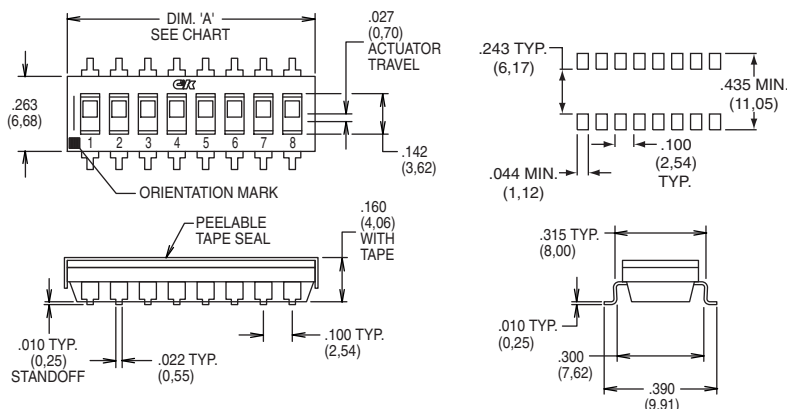 DIM. 'A'
SEE CHART
.027
(0,70)
ACTUATOR
TRAVEL
.243 TYP.
(6,17)
.435 MIN.
(11,05)
CK
.263
(6,68)
1 2 3 4 5 6 7 8
.142
(3,62)
.100
(2,54)
TYP.
.044 MIN.
(1,12)
ORIENTATION MARK
PEELABLE
TAPE SEAL
.160
(4,06)
WITH
TAPE
.315 TYP.
(8,00)
.010 TYP.
(0,25)
STANDOFF
.022 TYP.
(0,55)
.100 TYP.
(2,54)
.010 TYP.
(0,25)
.300
(7,62)
.390
(9,91)